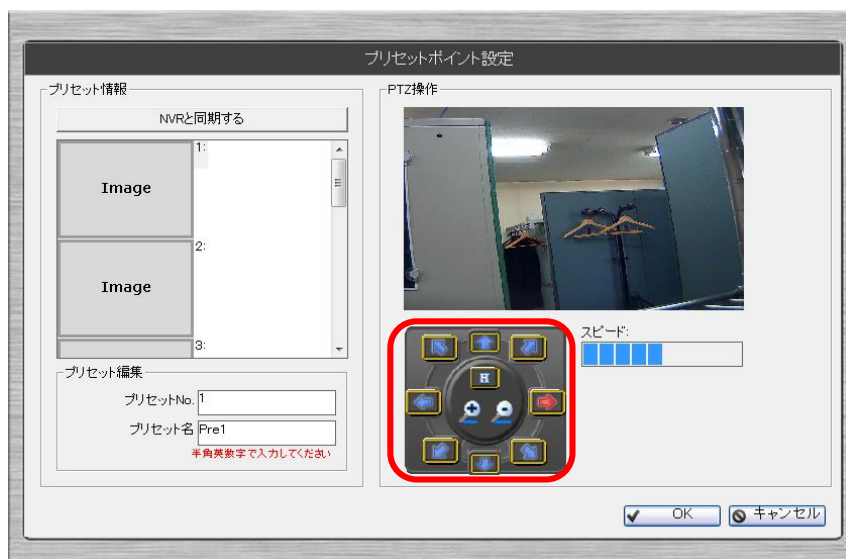 プリセットポイント設定
プリセット情報
NVRと同期する
Image
1:
Image
2:
3:
プリセット編集
プリセットNo. 1
プリセット名 Pre1
半角英数字で入力してください
PTZ操作
H
スピード:
OK
キャンセル